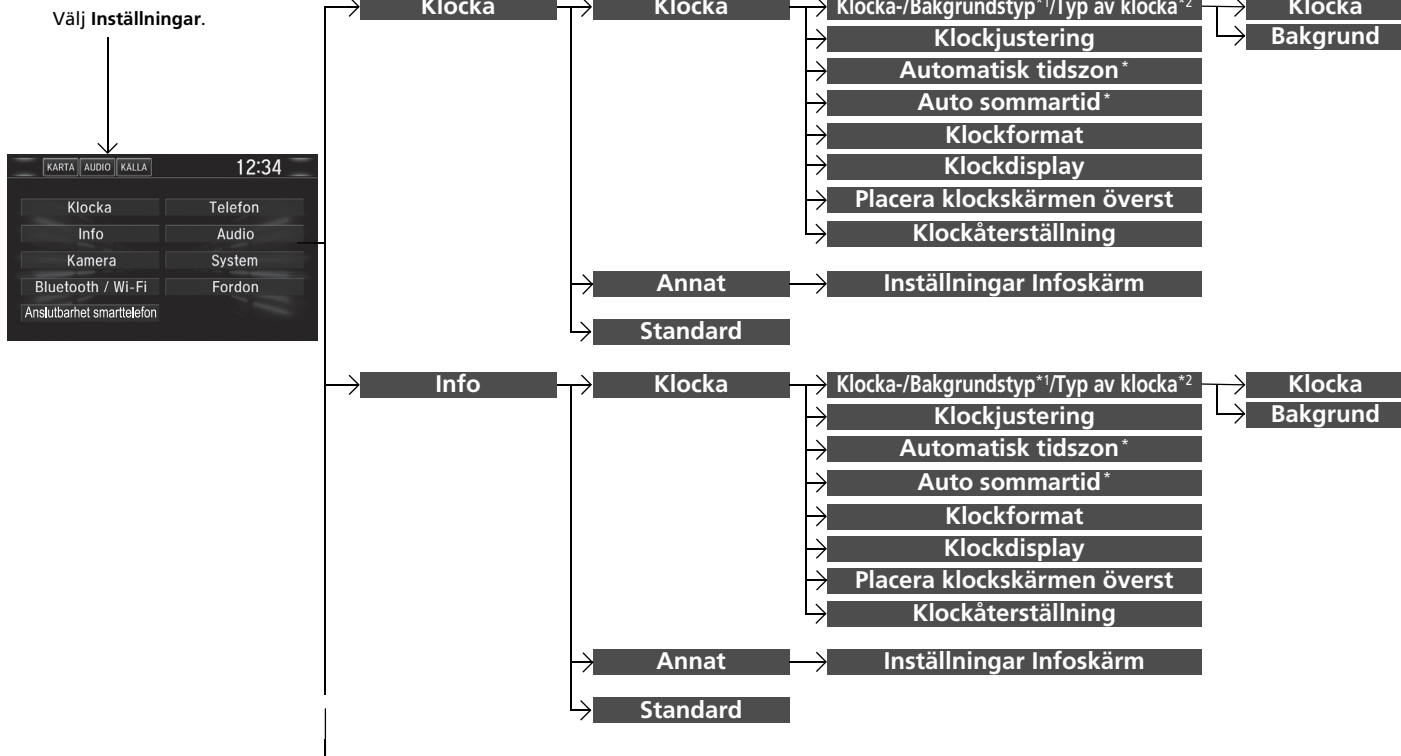 Välj Inställningar.
KARTA AUDIO KÄLLA 12:34
Klocka Telefon
Info Audio
Kamera System
Bluetooth / Wi-Fi Fordon
Anslutbarhet smarttelefon
Klocka
Klocka
Klocka-/Bakgrundstyp*1/Typ av klocka*2
Klocka
Bakgrund
Klockjustering
Automatisk tidszon*
Auto sommartid*
Klockformat
Klockdisplay
Placera klockskärmen överst
Klockåterställning
Annat
Inställningar Infoskärm
Standard
Info
Klocka
Klocka-/Bakgrundstyp*1/Typ av klocka*2
Klocka
Bakgrund
Klockjustering
Automatisk tidszon*
Auto sommartid*
Klockformat
Klockdisplay
Placera klockskärmen överst
Klockåterställning
Annat
Inställningar Infoskärm
Standard